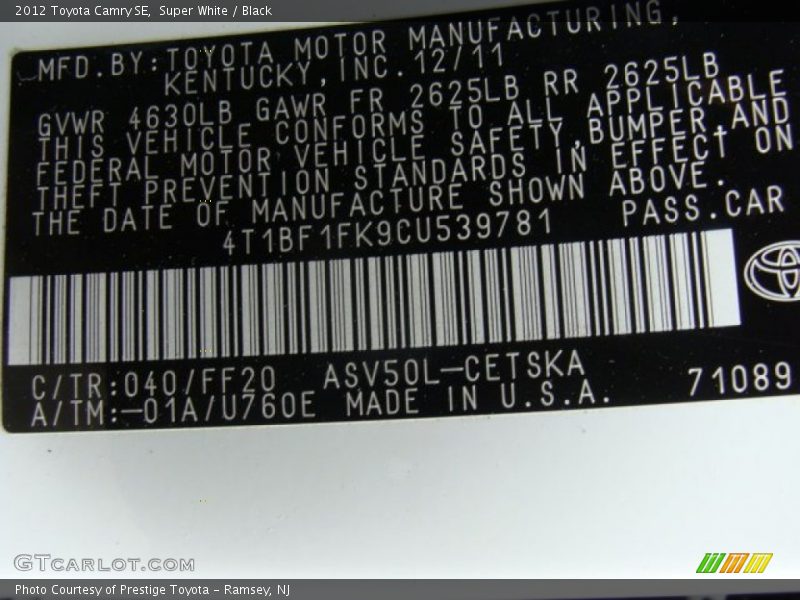 2012 Toyota Camry SE, Super White / Black
MFD.BY:TOYOTA MOTOR MANUFACTURING,
KENTUCKY,INC.12/11
GVWR 4630LB GAWR FR 2625LB RR 2625LB
THIS VEHICLE CONFORMS TO ALL APPLICABLE
FEDERAL MOTOR VEHICLE SAFETY,BUMPER,AND
THEFT PREVENTION STANDARDS IN EFFECT ON
THE DATE OF MANUFACTURE SHOWN ABOVE.
4T1BF1FK9CU539781 PASS.CAR
C/TR:040/FF20 ASV50L-CETSKA
A/TM:-01A/U760E MADE IN U.S.A. 71089
GTCARLOT.COM
Photo Courtesy of Prestige Toyota - Ramsey, NJ